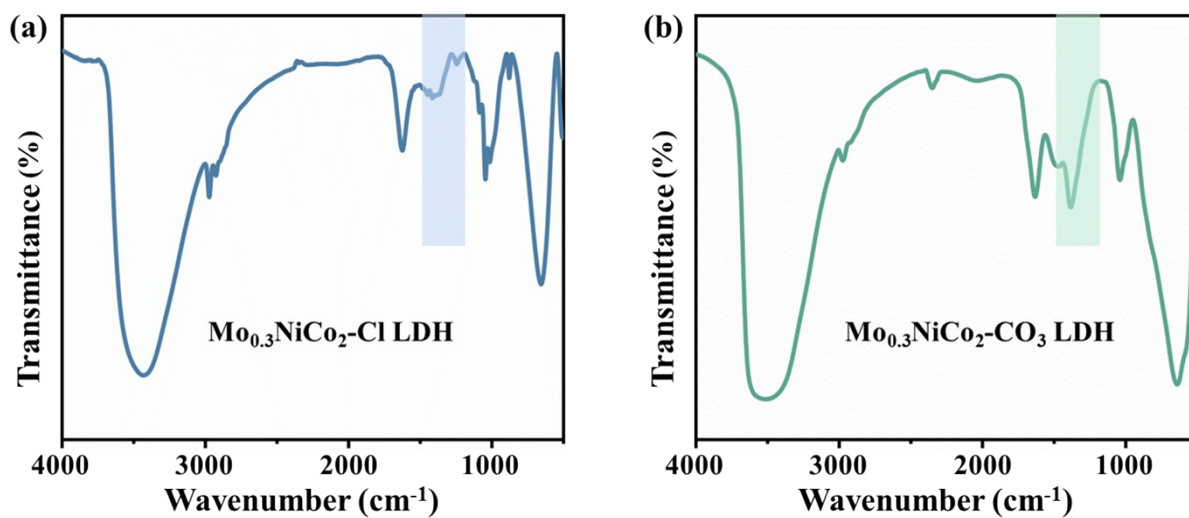 (a)
Transmittance (%)
Mo₀.₃NiCo₂-Cl LDH
4000 3000 2000 1000
Wavenumber (cm⁻¹)
(b)
Transmittance (%)
Mo₀.₃NiCo₂-CO₃ LDH
4000 3000 2000 1000
Wavenumber (cm⁻¹)